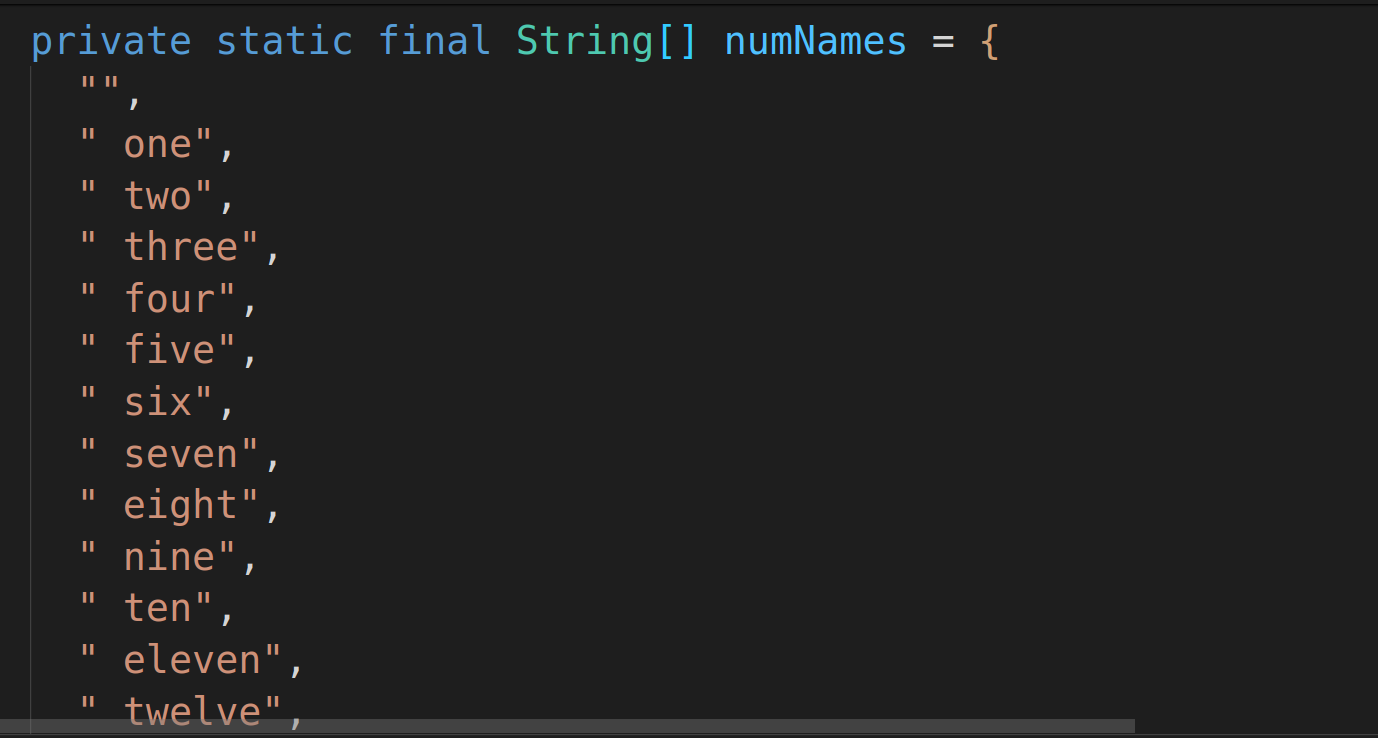 private static final String[] numNames = {
"",
" one",
" two",
" three",
" four",
" five",
" six",
" seven",
" eight",
" nine",
" ten",
" eleven",
" twelve",